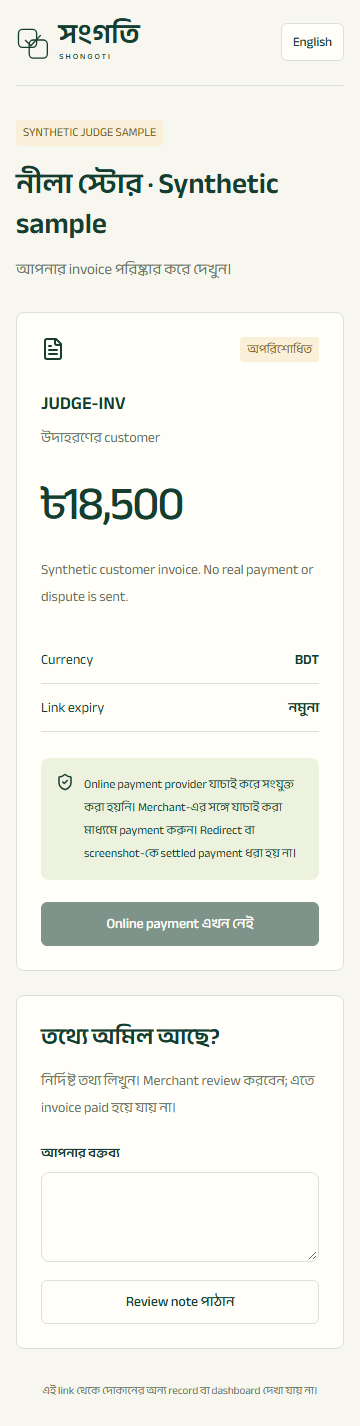 সংগতি
SHONGOTI
English
SYNTHETIC JUDGE SAMPLE
নীলা স্টোর · Synthetic
sample
আপনার invoice পরিষ্কার করে দেখুন।
অপরিশোধিত
JUDGE-INV
উদাহরণের customer
৳18,500
Synthetic customer invoice. No real payment or
dispute is sent.
Currency
BDT
Link expiry
নমুনা
Online payment provider যাচাই করে সংযুক্ত
করা হয়নি। Merchant-এর সঙ্গে যাচাই করা
মাধ্যমে payment করুন। Redirect বা
screenshot-কে settled payment ধরা হয় না।
Online payment এখন নেই
তথ্যে অমিল আছে?
নির্দিষ্ট তথ্য লিখুন। Merchant review করবেন; এতে
invoice paid হয়ে যায় না।
আপনার বক্তব্য
Review note পাঠান
এই link থেকে দোকানের অন্য record বা dashboard দেখা যায় না।